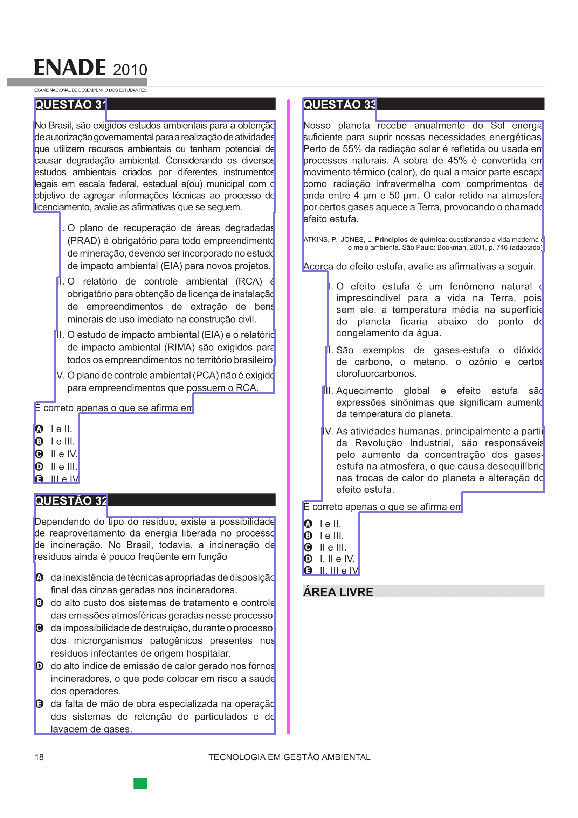 ENADE 2010
EXAME NACIONAL DE DESEMPENHO DOS ESTUDANTES
QUESTÃO 31
No Brasil, são exigidos estudos ambientais para a obtenção
de autorização governamental para a realização de atividades
que utilizem recursos ambientais ou tenham potencial de
causar degradação ambiental. Considerando os diversos
estudos ambientais criados por diferentes instrumentos
legais em escala federal, estadual e(ou) municipal com o
objetivo de agregar informações técnicas ao processo de
licenciamento, avalie as afirmativas que se seguem.
I. O plano de recuperação de áreas degradadas
(PRAD) é obrigatório para todo empreendimento
de mineração, devendo ser incorporado no estudo
de impacto ambiental (EIA) para novos projetos.
II. O relatório de controle ambiental (RCA) é
obrigatório para obtenção de licença de instalação
de empreendimentos de extração de bens
minerais de uso imediato na construção civil.
III. O estudo de impacto ambiental (EIA) e o relatório
de impacto ambiental (RIMA) são exigidos para
todos os empreendimentos no território brasileiro.
IV. O plano de controle ambiental (PCA) não é exigido
para empreendimentos que possuem o RCA.
É correto apenas o que se afirma em
A I e II.
B I e III.
C II e IV.
D II e III.
E III e IV.
QUESTÃO 32
Dependendo do tipo do resíduo, existe a possibilidade
de reaproveitamento da energia liberada no processo
de incineração. No Brasil, todavia, a incineração de
resíduos ainda é pouco freqüente em função
A da inexistência de técnicas apropriadas de disposição
final das cinzas geradas nos incineradores.
B do alto custo dos sistemas de tratamento e controle
das emissões atmosféricas geradas nesse processo.
C da impossibilidade de destruição, durante o processo,
dos microrganismos patogênicos presentes nos
resíduos infectantes de origem hospitalar.
D do alto índice de emissão de calor gerado nos fornos
incineradores, o que pode colocar em risco a saúde
dos operadores.
E da falta de mão de obra especializada na operação
dos sistemas de retenção de particulados e de
lavagem de gases.
QUESTÃO 33
Nosso planeta recebe anualmente do Sol energia
suficiente para suprir nossas necessidades energéticas.
Perto de 55% da radiação solar é refletida ou usada em
processos naturais. A sobra de 45% é convertida em
movimento térmico (calor), do qual a maior parte escapa
como radiação infravermelha com comprimentos de
onda entre 4 µm e 50 µm. O calor retido na atmosfera
por certos gases aquece a Terra, provocando o chamado
efeito estufa.
ATKINS, P.; JONES, L. Princípios de química: questionando a vida moderna e
o meio ambiente. São Paulo: Bookman, 2001, p. 746 (adaptado).
Acerca do efeito estufa, avalie as afirmativas a seguir.
I. O efeito estufa é um fenômeno natural e
imprescindível para a vida na Terra, pois,
sem ele, a temperatura média na superfície
do planeta ficaria abaixo do ponto de
congelamento da água.
II. São exemplos de gases-estufa o dióxido
de carbono, o metano, o ozônio e certos
clorofuorcarbonos.
III. Aquecimento global e efeito estufa são
expressões sinônimas que significam aumento
da temperatura do planeta.
IV. As atividades humanas, principalmente a partir
da Revolução Industrial, são responsáveis
pelo aumento da concentração dos gases-
estufa na atmosfera, o que causa desequilíbrio
nas trocas de calor do planeta e alteração do
efeito estufa.
É correto apenas o que se afirma em
A I e II.
B I e III.
C II e III.
D I, II e IV.
E II, III e IV.
ÁREA LIVRE
18
TECNOLOGIA EM GESTÃO AMBIENTAL